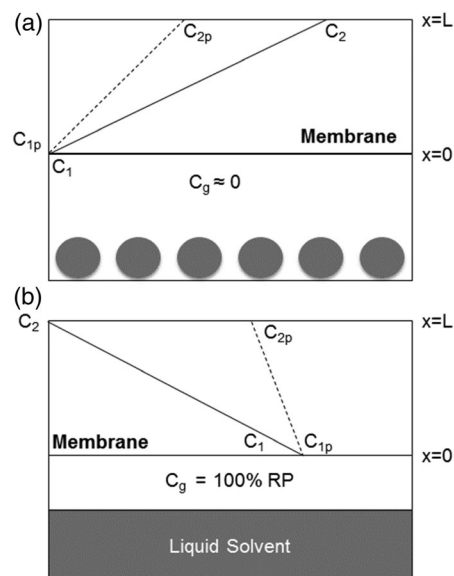 (a)
x=L
C2p
C2
C1p
Membrane
C1
x=0
Cg ≈ 0
(b)
C2
x=L
C2p
Membrane
C1
C1p
x=0
Cg = 100% RP
Liquid Solvent